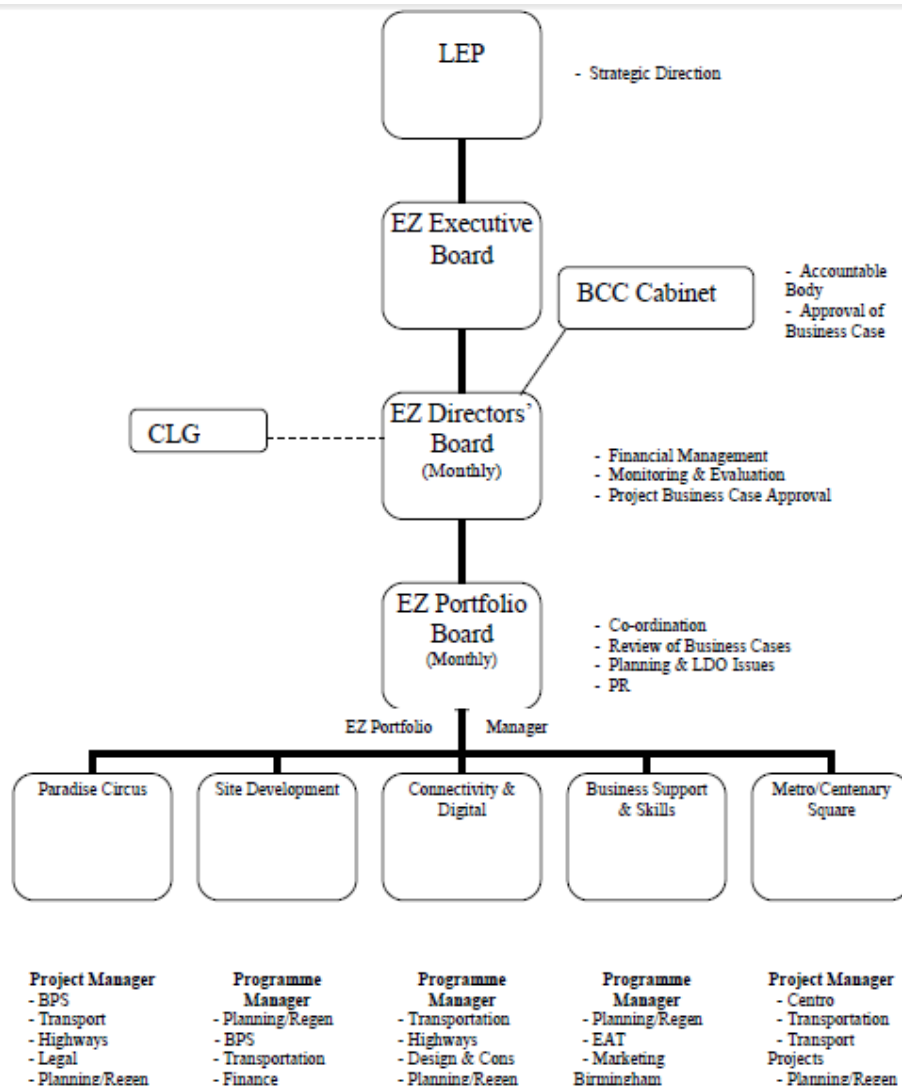 LEP
- Strategic Direction
EZ Executive
Board
BCC Cabinet
- Accountable
Body
- Approval of
Business Case
CLG
EZ Directors’
Board
(Monthly)
- Financial Management
- Monitoring & Evaluation
- Project Business Case Approval
EZ Portfolio
Board
(Monthly)
- Co-ordination
- Review of Business Cases
- Planning & LDO Issues
- PR
EZ Portfolio Manager
Paradise Circus
Site Development
Connectivity &
Digital
Business Support
& Skills
Metro/Centenary
Square
Project Manager
- BPS
- Transport
- Highways
- Legal
- Planning/Regen
Programme
Manager
- Planning/Regen
- BPS
- Transportation
- Finance
Programme
Manager
- Transportation
- Highways
- Design & Cons
- Planning/Regen
Programme
Manager
- Planning/Regen
- EAT
- Marketing
Birmingham
Project Manager
- Centro
- Transportation
- Transport
Projects
- Planning/Regen